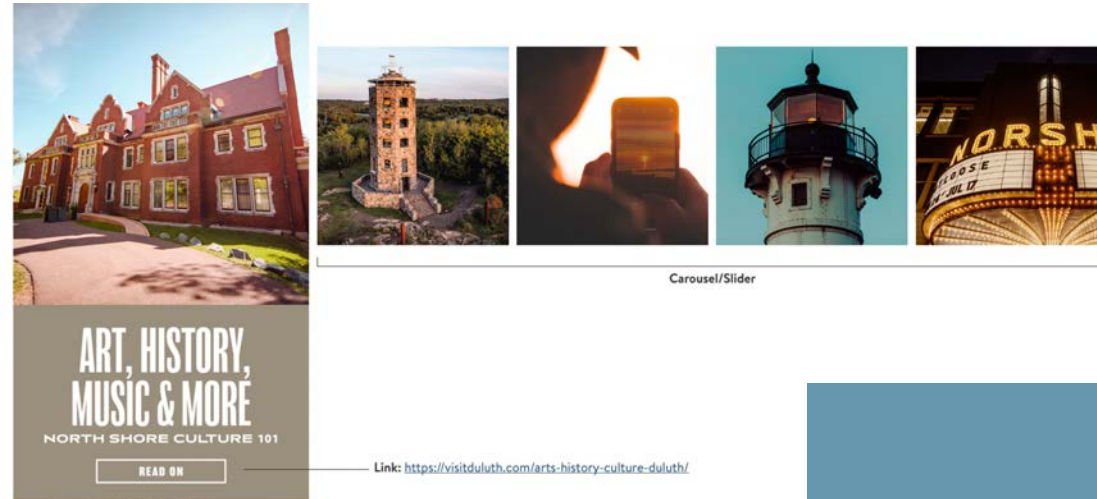 NORSH
GOOSE
JUL 17
Carousel/Slider
ART, HISTORY,
MUSIC & MORE
NORTH SHORE CULTURE 101
READ ON
Link: https://visitduluth.com/arts-history-culture-duluth/